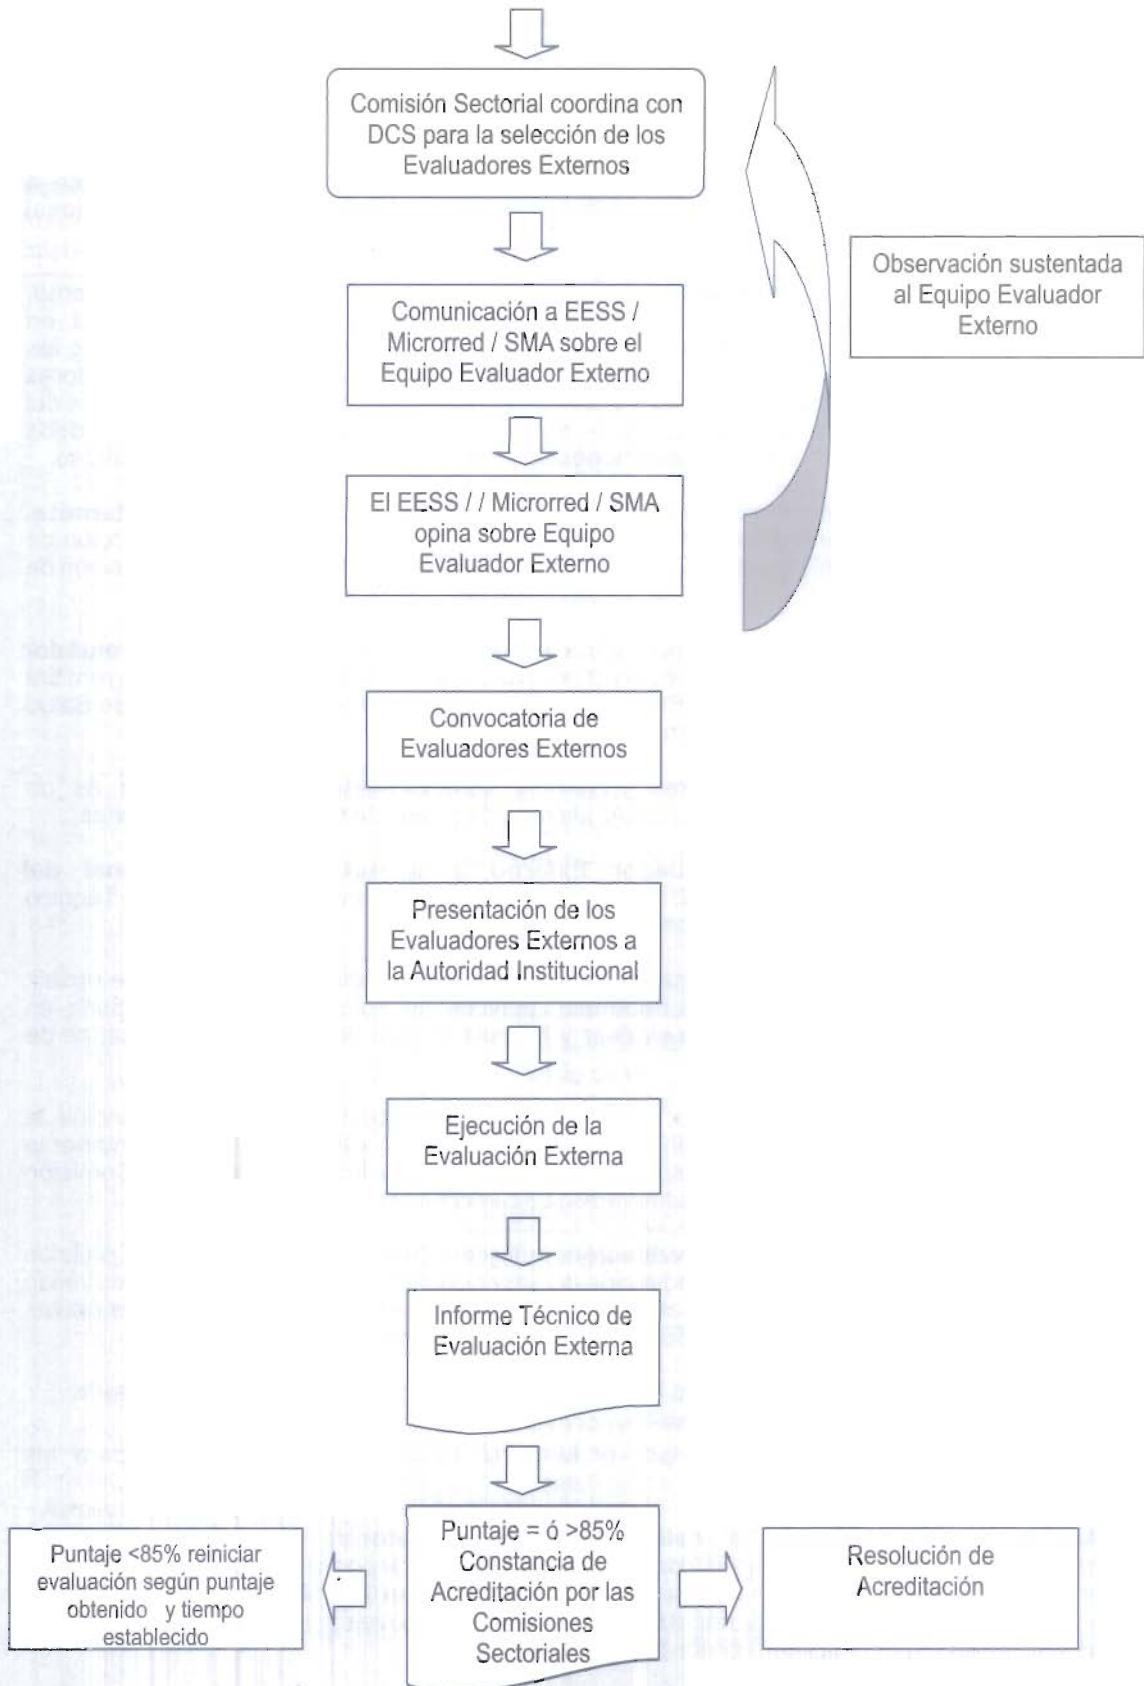 Comisión Sectorial coordina con
DCS para la selección de los
Evaluadores Externos
Observación sustentada
al Equipo Evaluador
Externo
Comunicación a EESS /
Microrred / SMA sobre el
Equipo Evaluador Externo
El EESS / / Microrred / SMA
opina sobre Equipo
Evaluador Externo
Convocatoria de
Evaluadores Externos
Presentación de los
Evaluadores Externos a
la Autoridad Institucional
Ejecución de la
Evaluación Externa
Informe Técnico de
Evaluación Externa
Puntaje <85% reiniciar
evaluación según puntaje
obtenido y tiempo
establecido
Puntaje = ó >85%
Constancia de
Acreditación por las
Comisiones
Sectoriales
Resolución de
Acreditación